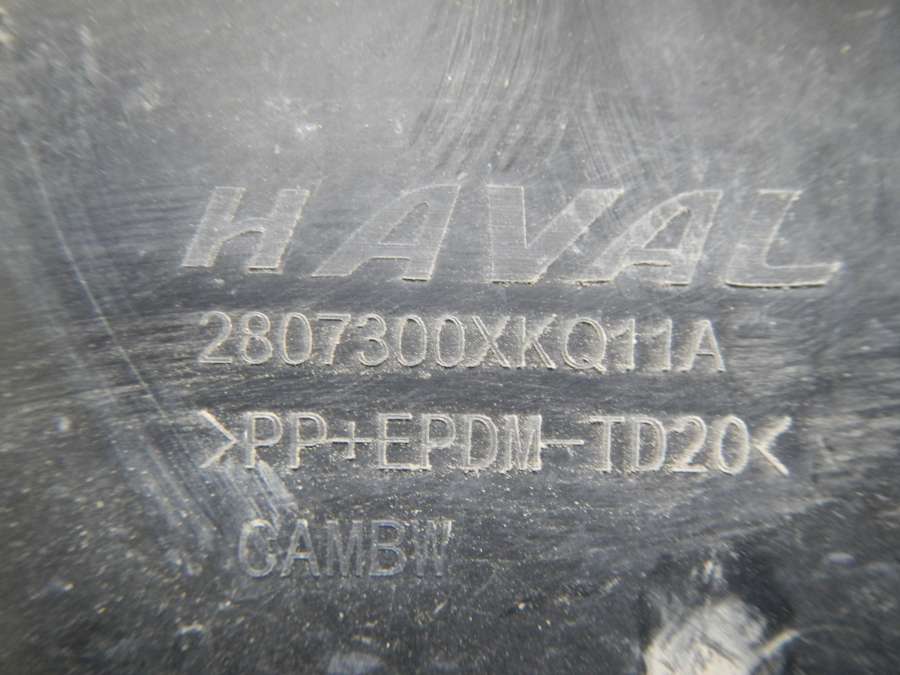 HAVAL
2807300XKQ11A
>PP+EPDM-TD20<
CAMBW